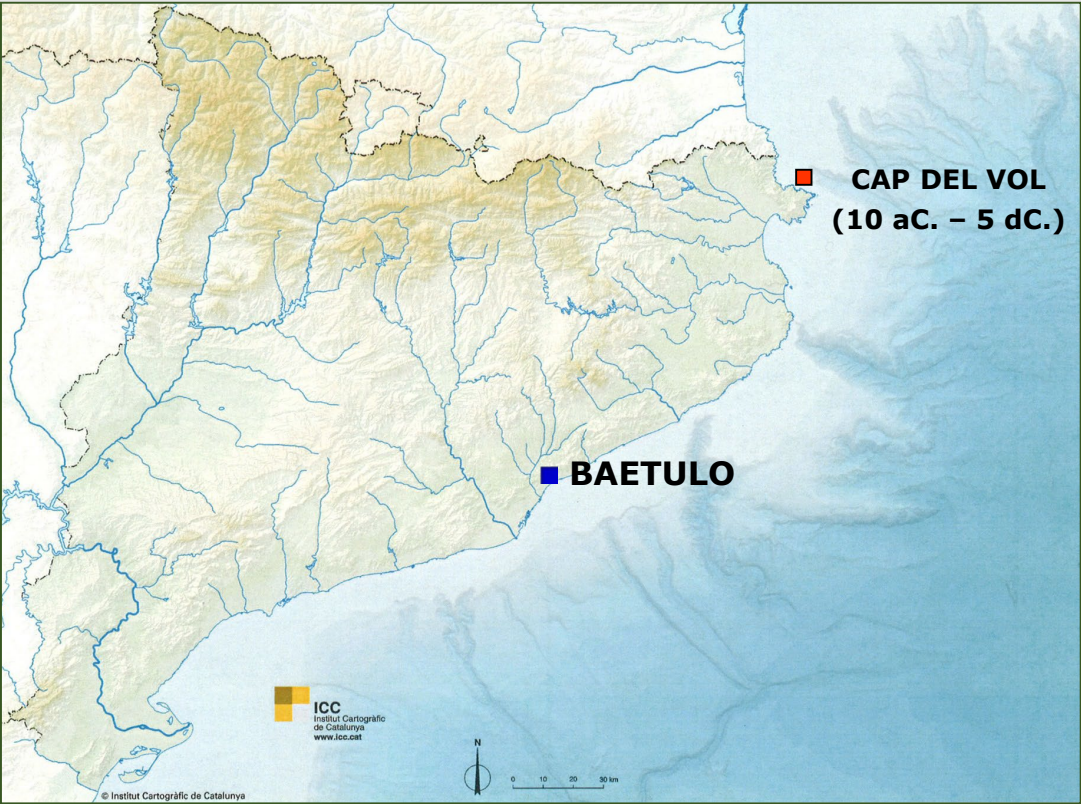 CAP DEL VOL
(10 aC. – 5 dC.)
BAETULO
ICC
Institut Cartogràfic
de Catalunya
www.icc.cat
N
0 10 20 30 km
© Institut Cartogràfic de Catalunya